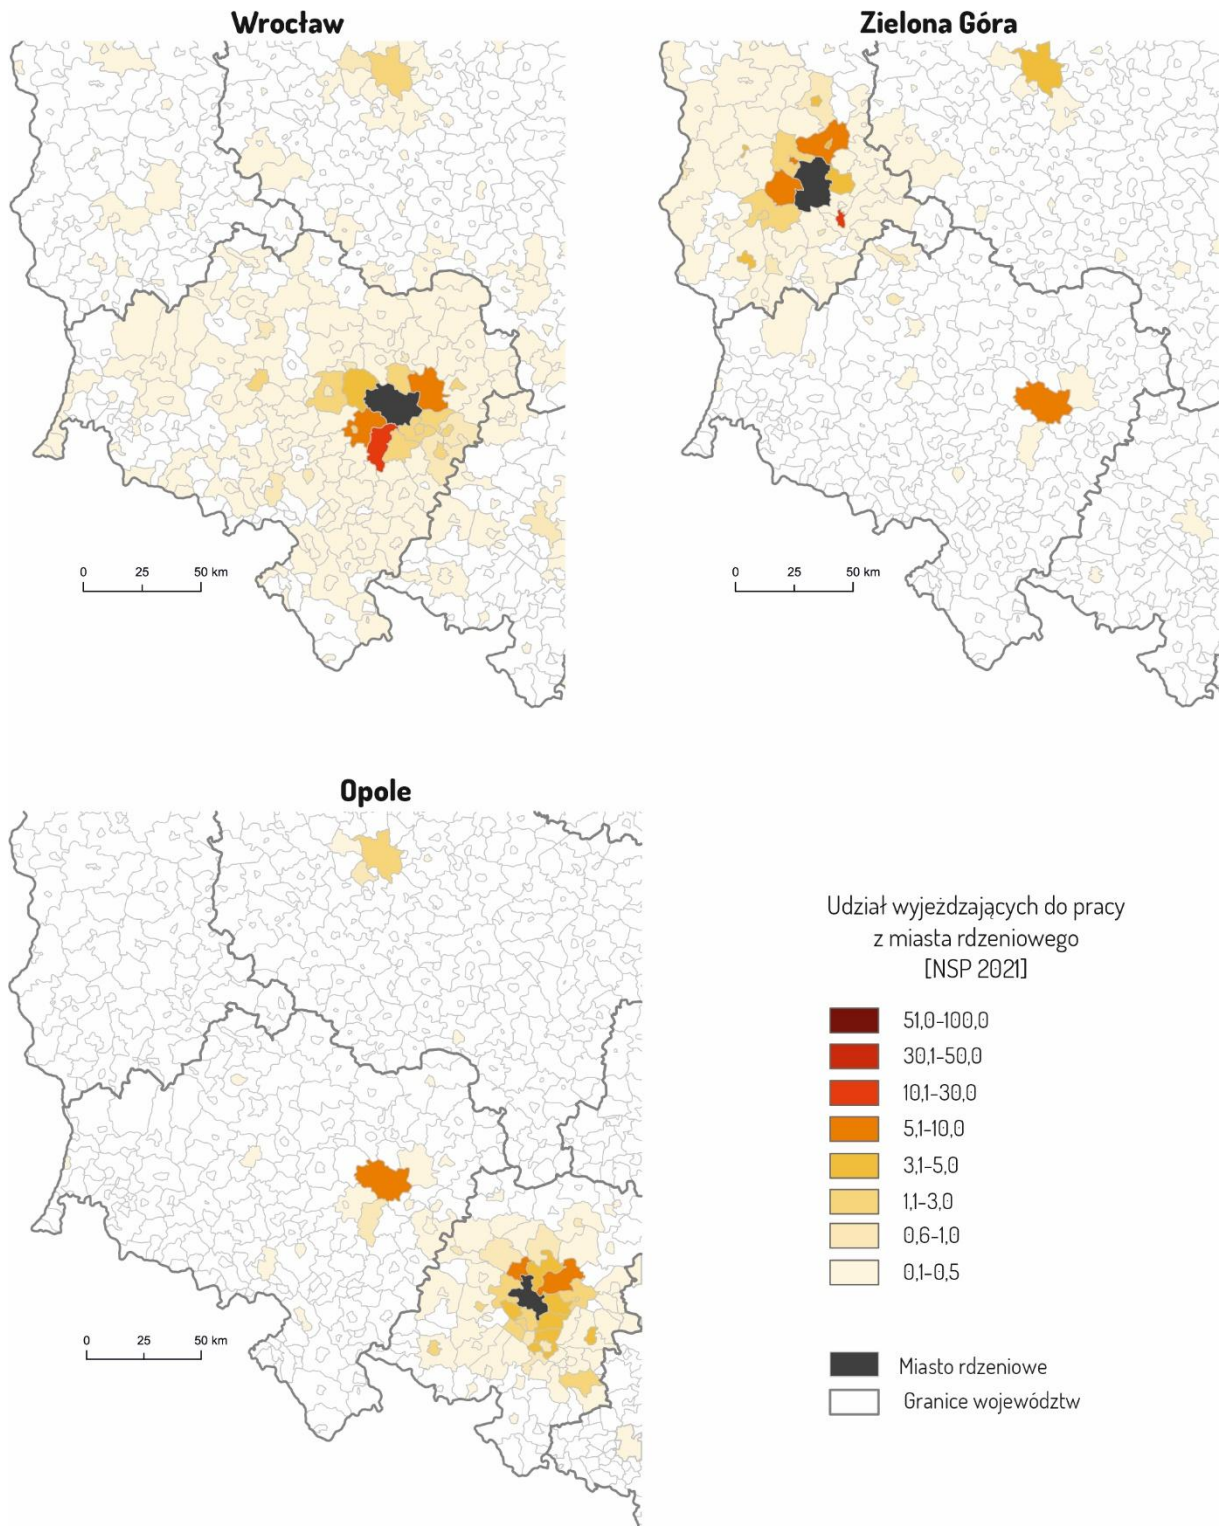 Wrocław
Zielona Góra
0 25 50 km
0 25 50 km
Opole
0 25 50 km
Udział wyjeżdzających do pracy
z miasta rdzeniowego
[NSP 2021]
51,0-100,0
30,1-50,0
10,1-30,0
5,1-10,0
3,1-5,0
1,1-3,0
0,6-1,0
0,1-0,5
Miasto rdzeniowe
Granice województw